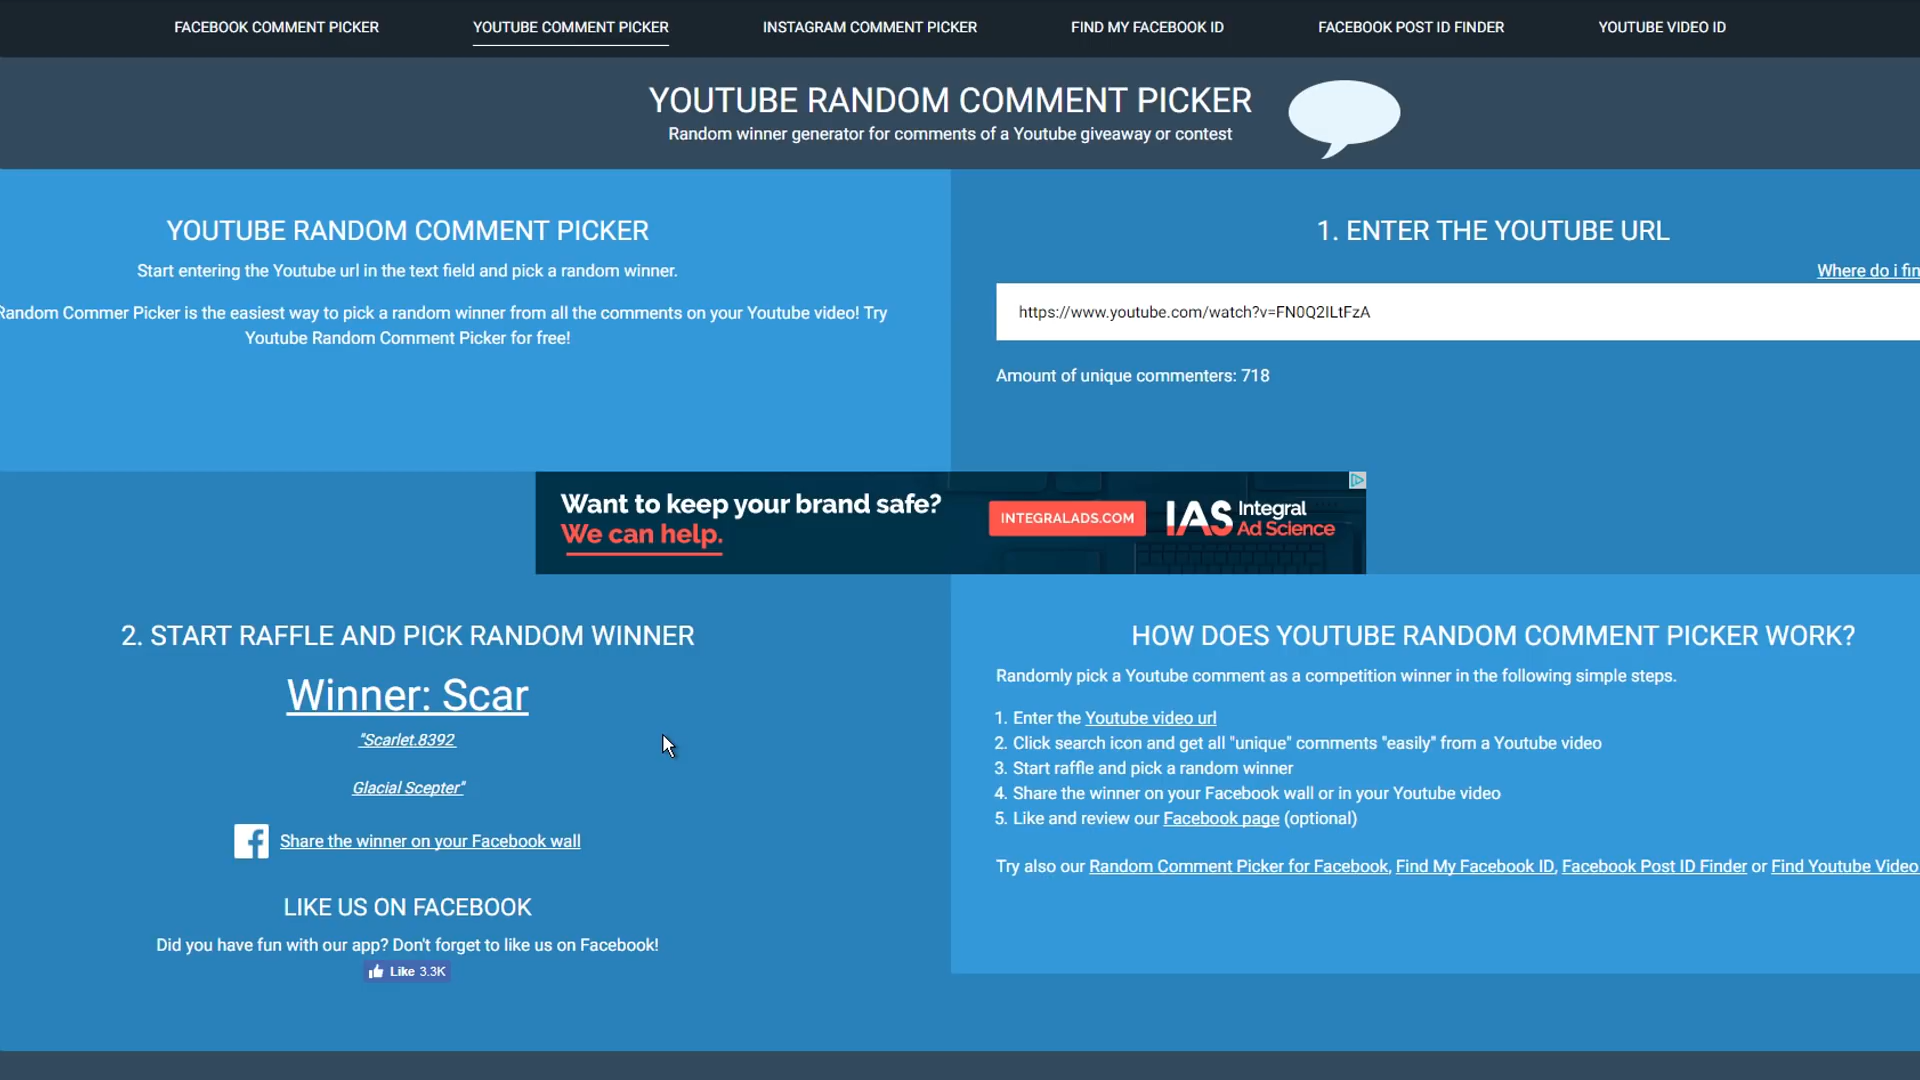 FACEBOOK COMMENT PICKER
YOUTUBE COMMENT PICKER
INSTAGRAM COMMENT PICKER
FIND MY FACEBOOK ID
FACEBOOK POST ID FINDER
YOUTUBE VIDEO ID
YOUTUBE RANDOM COMMENT PICKER
Random winner generator for comments of a Youtube giveaway or contest
YOUTUBE RANDOM COMMENT PICKER
Start entering the Youtube url in the text field and pick a random winner.
Random Commer Picker is the easiest way to pick a random winner from all the comments on your Youtube video! Try
Youtube Random Comment Picker for free!
1. ENTER THE YOUTUBE URL
Where do i fin
https://www.youtube.com/watch?v=FN0Q2ILtFzA
Amount of unique commenters: 718
Want to keep your brand safe?
We can help.
INTEGRALADS.COM
IAS Integral
Ad Science
2. START RAFFLE AND PICK RANDOM WINNER
Winner: Scar
"Scarlet.8392
Glacial Scepter"
Share the winner on your Facebook wall
LIKE US ON FACEBOOK
Did you have fun with our app? Don't forget to like us on Facebook!
Like 3.3K
HOW DOES YOUTUBE RANDOM COMMENT PICKER WORK?
Randomly pick a Youtube comment as a competition winner in the following simple steps.
1. Enter the Youtube video url
2. Click search icon and get all "unique" comments "easily" from a Youtube video
3. Start raffle and pick a random winner
4. Share the winner on your Facebook wall or in your Youtube video
5. Like and review our Facebook page (optional)
Try also our Random Comment Picker for Facebook, Find My Facebook ID, Facebook Post ID Finder or Find Youtube Video